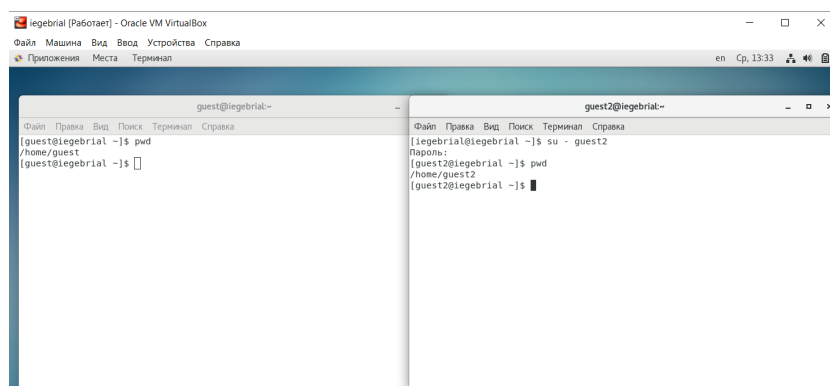 iegebrial [Работает] - Oracle VM VirtualBox
Файл Машина Вид Ввод Устройства Справка
Приложения Места Терминал en Ср, 13:33
guest@iegebrial:~
Файл Правка Вид Поиск Терминал Справка
[guest@iegebrial ~]$ pwd
/home/guest
[guest@iegebrial ~]$
guest2@iegebrial:~
Файл Правка Вид Поиск Терминал Справка
[iegebrial@iegebrial ~]$ su - guest2
Пароль:
[guest2@iegebrial ~]$ pwd
/home/guest2
[guest2@iegebrial ~]$